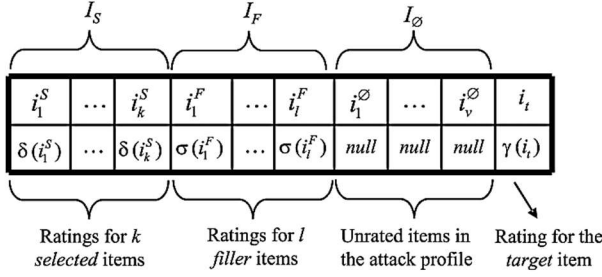 I_S I_F I_∅
i_1^S ... i_k^S i_1^F ... i_l^F i_1^∅ ... i_v^∅ i_t
δ(i_1^S) ... δ(i_k^S) σ(i_1^F) ... σ(i_l^F) null null null γ(i_t)
Ratings for k selected items
Ratings for l filler items
Unrated items in the attack profile
Rating for the target item